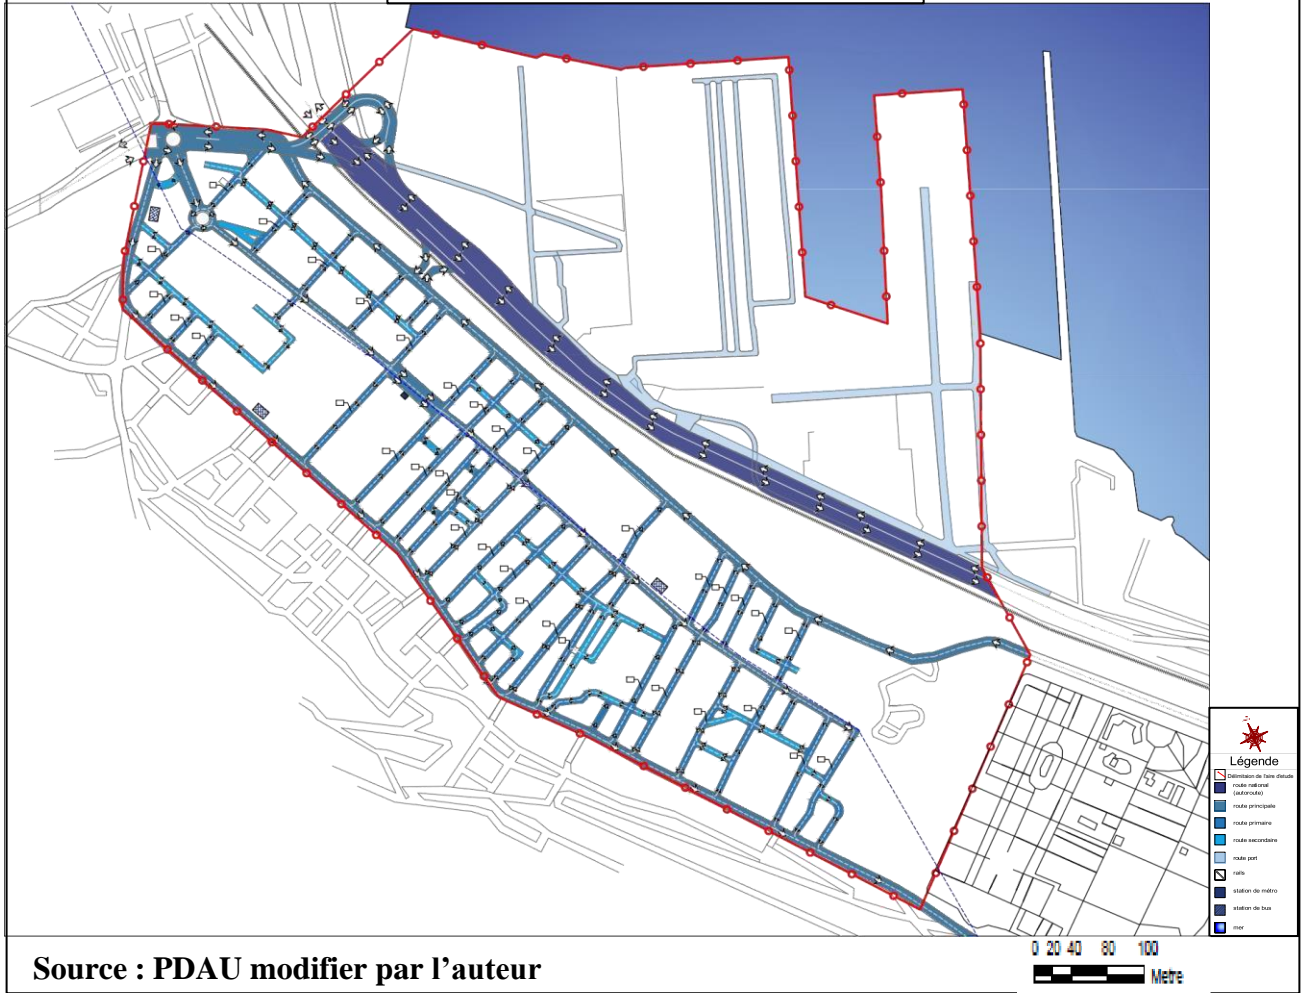 Légende
Délimitaion de l'aire d'étude
route national
(autoroute)
route principale
route primaire
route secondaire
route port
rails
station de métro
station de bus
mer
Source : PDAU modifier par l'auteur
0 20 40 80 100
Metre